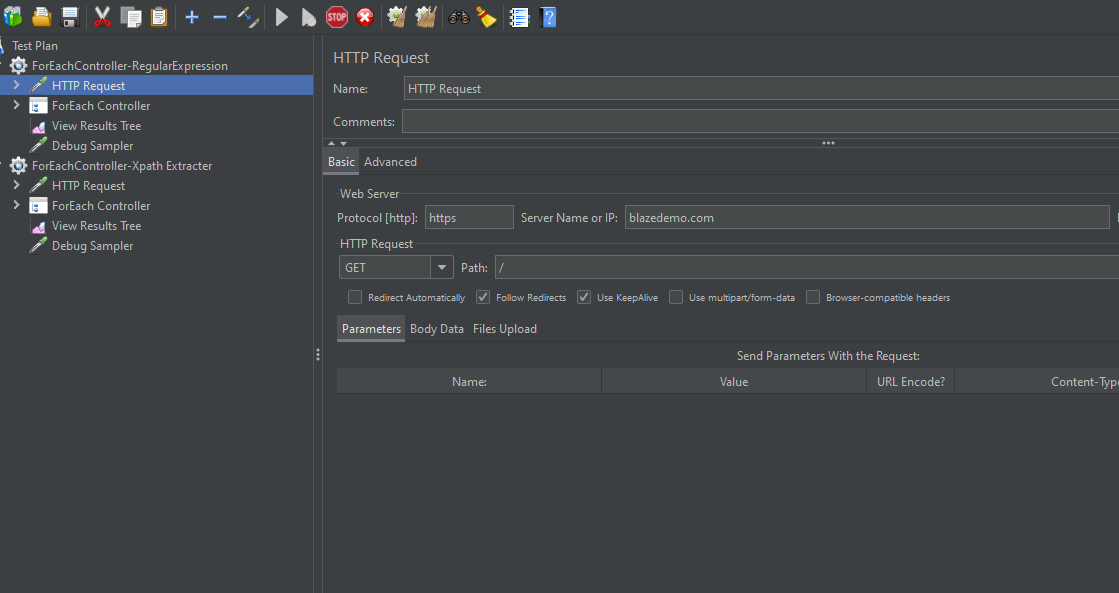 STOP
?
Test Plan
ForEachController-RegularExpression
HTTP Request
ForEach Controller
View Results Tree
Debug Sampler
ForEachController-Xpath Extracter
HTTP Request
ForEach Controller
View Results Tree
Debug Sampler
HTTP Request
Name: HTTP Request
Comments:
Basic Advanced
Web Server
Protocol [http]: https Server Name or IP: blazedemo.com
HTTP Request
GET Path: /
Redirect Automatically Follow Redirects Use KeepAlive Use multipart/form-data Browser-compatible headers
Parameters Body Data Files Upload
Send Parameters With the Request:
Name: Value URL Encode? Content-Typ